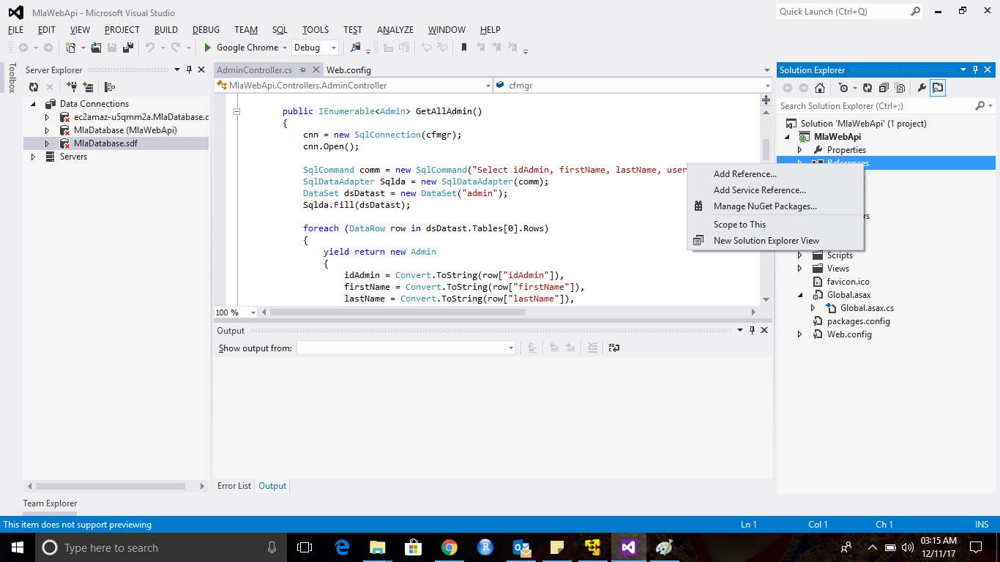 MlaWebApi - Microsoft Visual Studio
Quick Launch (Ctrl+Q)
FILE EDIT VIEW PROJECT BUILD DEBUG TEAM SQL TOOLS TEST ANALYZE WINDOW HELP
Google Chrome Debug
Toolbox
Server Explorer
Data Connections
ec2amaz-u5qmm2a.MlaDatabase.d
MlaDatabase (MlaWebApi)
MlaDatabase.sdf
Servers
Team Explorer
AdminController.cs Web.config
MlaWebApi.Controllers.AdminController cfmgr
public IEnumerable<Admin> GetAllAdmin()
{
cnn = new SqlConnection(cfmgr);
cnn.Open();
SqlCommand comm = new SqlCommand("Select idAdmin, firstName, lastName, user
SqlDataAdapter Sqlda = new SqlDataAdapter(comm);
DataSet dsDatast = new DataSet("admin");
Sqlda.Fill(dsDatast);
foreach (DataRow row in dsDatast.Tables[0].Rows)
{
yield return new Admin
{
idAdmin = Convert.ToString(row["idAdmin"]),
firstName = Convert.ToString(row["firstName"]),
lastName = Convert.ToString(row["lastName"]),
100 %
Output
Show output from:
Error List Output
Solution Explorer
Search Solution Explorer (Ctrl+;)
Solution 'MlaWebApi' (1 project)
MlaWebApi
Properties
References
Add Reference...
Add Service Reference...
Manage NuGet Packages...
Scope to This
New Solution Explorer View
Scripts
Views
favicon.ico
Global.asax
Global.asax.cs
packages.config
Web.config
This item does not support previewing Ln 1 Col 1 Ch 1 INS
Type here to search
03:15 AM
12/11/17